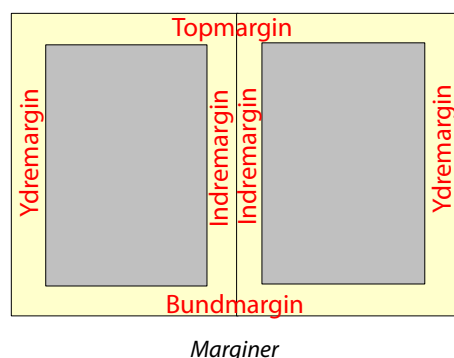 Topmargin
Ydremargin
Indremargin
Indremargin
Ydremargin
Bundmargin
Marginer